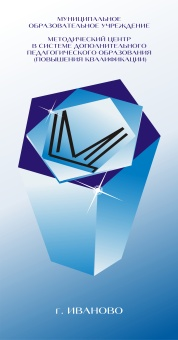 МУНИЦИПАЛЬНОЕ
ОБРАЗОВАТЕЛЬНОЕ УЧРЕЖДЕНИЕ
МЕТОДИЧЕСКИЙ ЦЕНТР
В СИСТЕМЕ ДОПОЛНИТЕЛЬНОГО
ПЕДАГОГИЧЕСКОГО ОБРАЗОВАНИЯ
(ПОВЫШЕНИЯ КВАЛИФИКАЦИИ)
г. ИВАНОВО